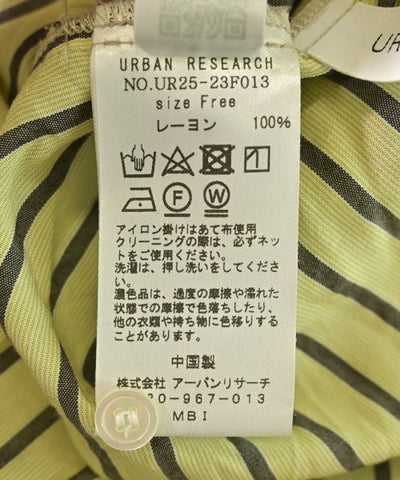 URBAN RESEARCH
NO.UR25-23F013
size Free
レーヨン 100%
F W
アイロン掛けはあて布使用
クリーニングの際は、必ずネッ
トをご使用ください。
洗濯は、押し洗いをしてくださ
い。
濃色品は、過度の摩擦や濡れた
状態での摩擦で色落ちしたり、
他の衣類や持ち物に色移りする
ことがあります。
中国製
株式会社 アーバンリサーチ
20-967-013
MBI
UR